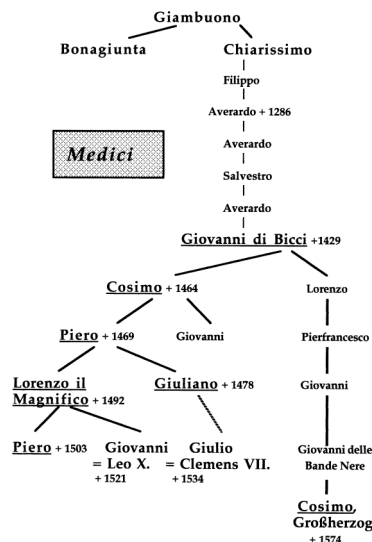 Giambuono
Bonagiunta Chiarissimo
Filippo
Averardo + 1286
Medici
Averardo
Salvestro
Averardo
Giovanni di Bicci +1429
Cosimo + 1464 Lorenzo
Piero + 1469 Giovanni Pierfrancesco
Lorenzo il
Magnifico + 1492
Giuliano + 1478
Giovanni
Piero + 1503
Giovanni
= Leo X.
+ 1521
Giulio
= Clemens VII.
+ 1534
Giovanni delle
Bande Nere
Cosimo,
Großherzog
+ 1574